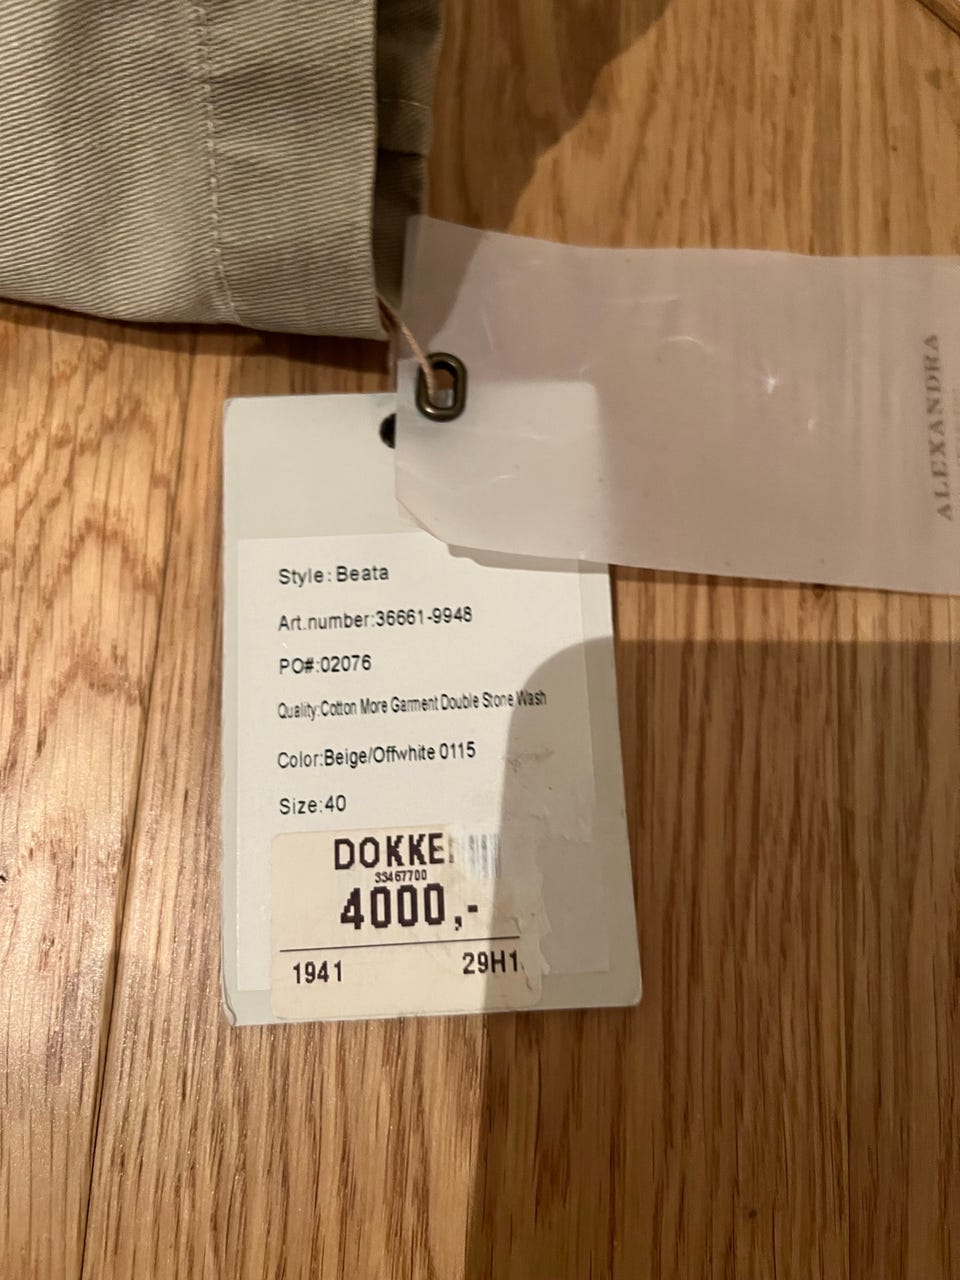 Style: Beata
Art.number:36661-9948
PO#:02076
Quality:Cotton More Garment Double Stone Wash
Color:Beige/Offwhite 0115
Size:40
DOKKE
33467700
4000,-
1941 29H1
ALEXANDRA